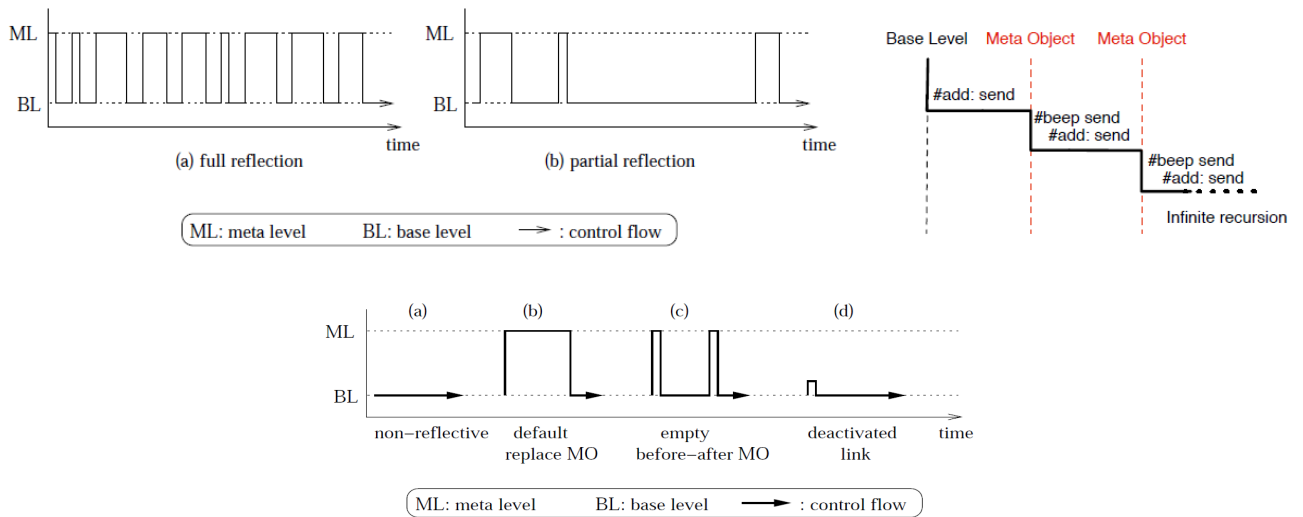 ML
BL
time
(a) full reflection
ML
BL
time
(b) partial reflection
ML: meta level BL: base level : control flow
Base Level Meta Object Meta Object
#add: send
#beep send
#add: send
#beep send
#add: send
Infinite recursion
(a) (b) (c) (d)
ML
BL
non-reflective default empty deactivated time
replace MO before-after MO link
ML: meta level BL: base level : control flow